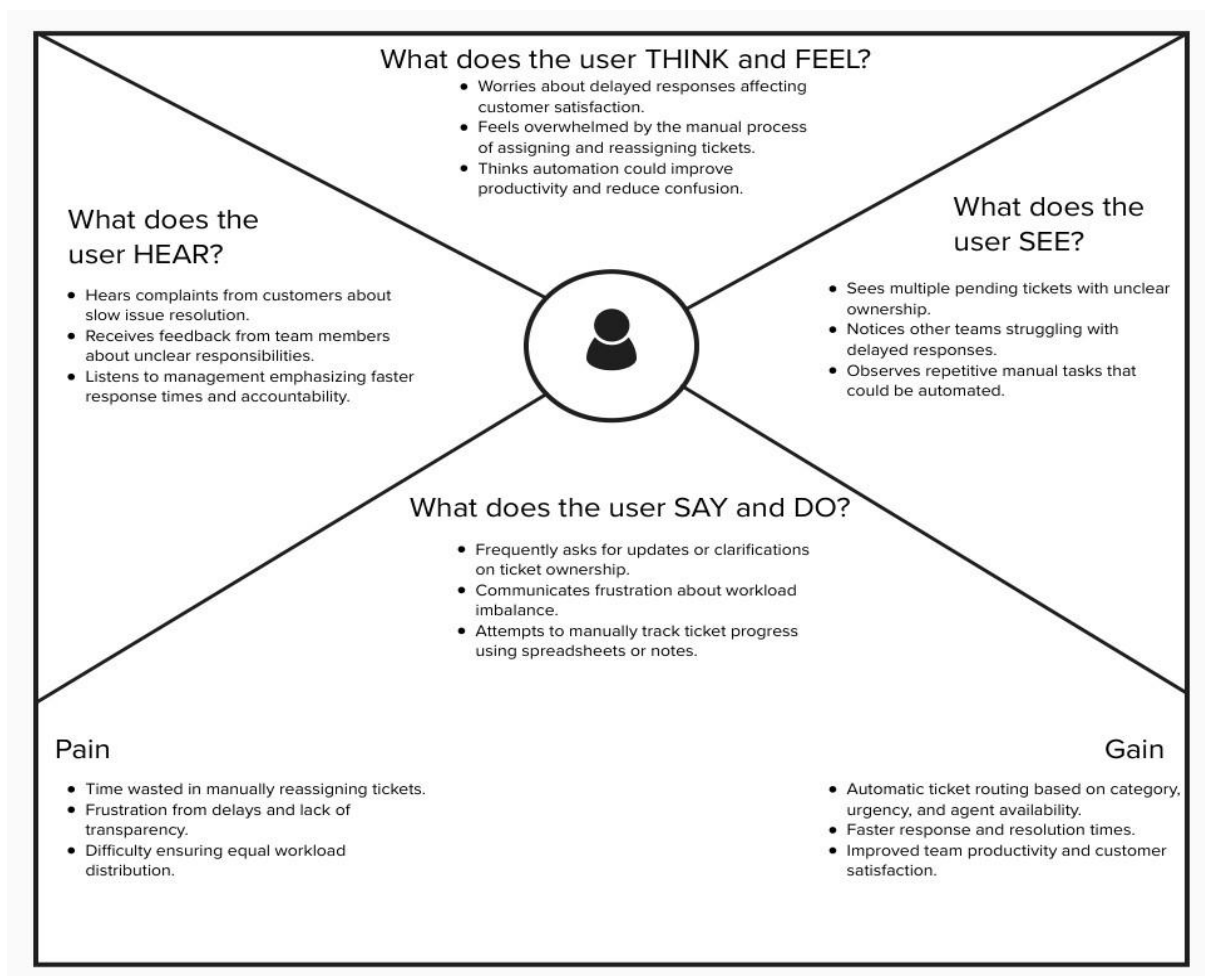 What does the user THINK and FEEL?
• Worries about delayed responses affecting
customer satisfaction.
• Feels overwhelmed by the manual process
of assigning and reassigning tickets.
• Thinks automation could improve
productivity and reduce confusion.
What does the
user HEAR?
• Hears complaints from customers about
slow issue resolution.
• Receives feedback from team members
about unclear responsibilities.
• Listens to management emphasizing faster
response times and accountability.
What does the
user SEE?
• Sees multiple pending tickets with unclear
ownership.
• Notices other teams struggling with
delayed responses.
• Observes repetitive manual tasks that
could be automated.
What does the user SAY and DO?
• Frequently asks for updates or clarifications
on ticket ownership.
• Communicates frustration about workload
imbalance.
• Attempts to manually track ticket progress
using spreadsheets or notes.
Pain
• Time wasted in manually reassigning tickets.
• Frustration from delays and lack of
transparency.
• Difficulty ensuring equal workload
distribution.
Gain
• Automatic ticket routing based on category,
urgency, and agent availability.
• Faster response and resolution times.
• Improved team productivity and customer
satisfaction.